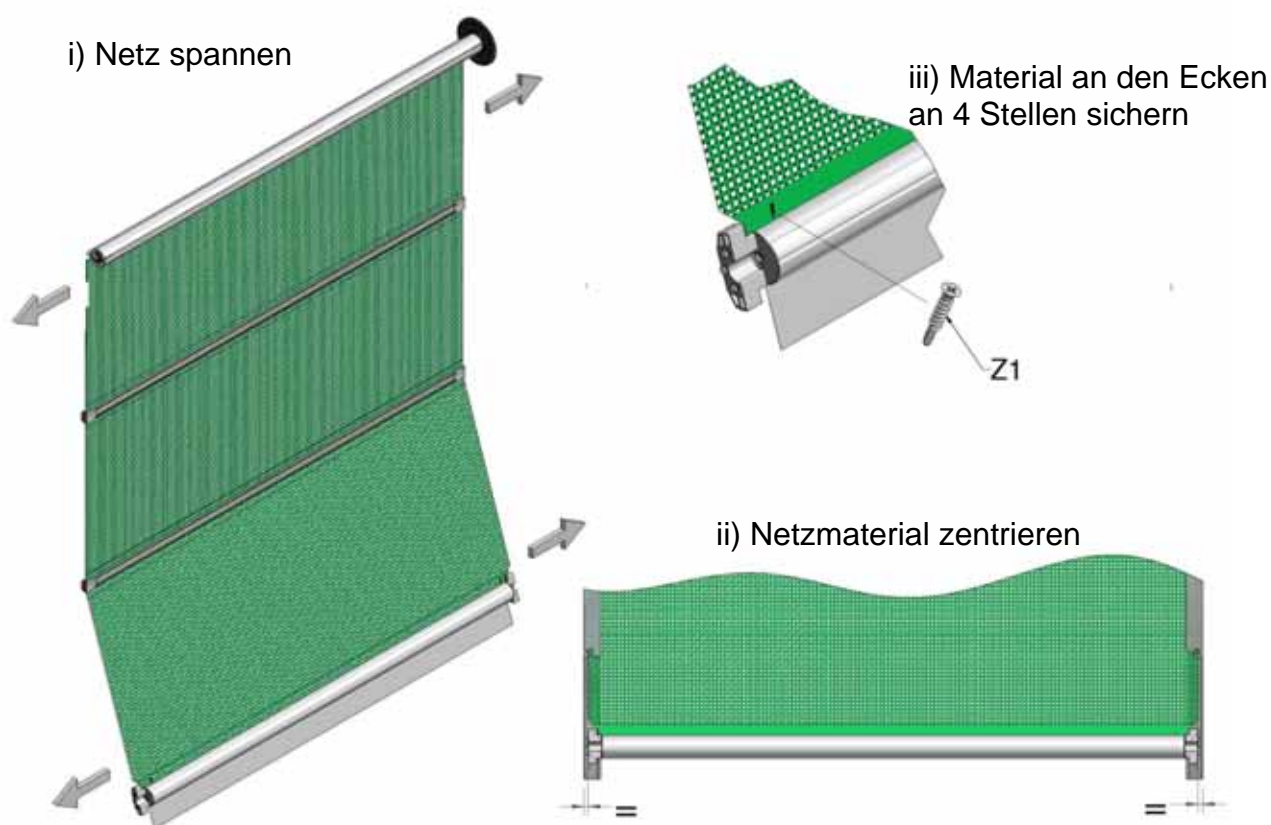 i) Netz spannen
iii) Material an den Ecken
an 4 Stellen sichern
Z1
ii) Netzmaterial zentrieren
= =